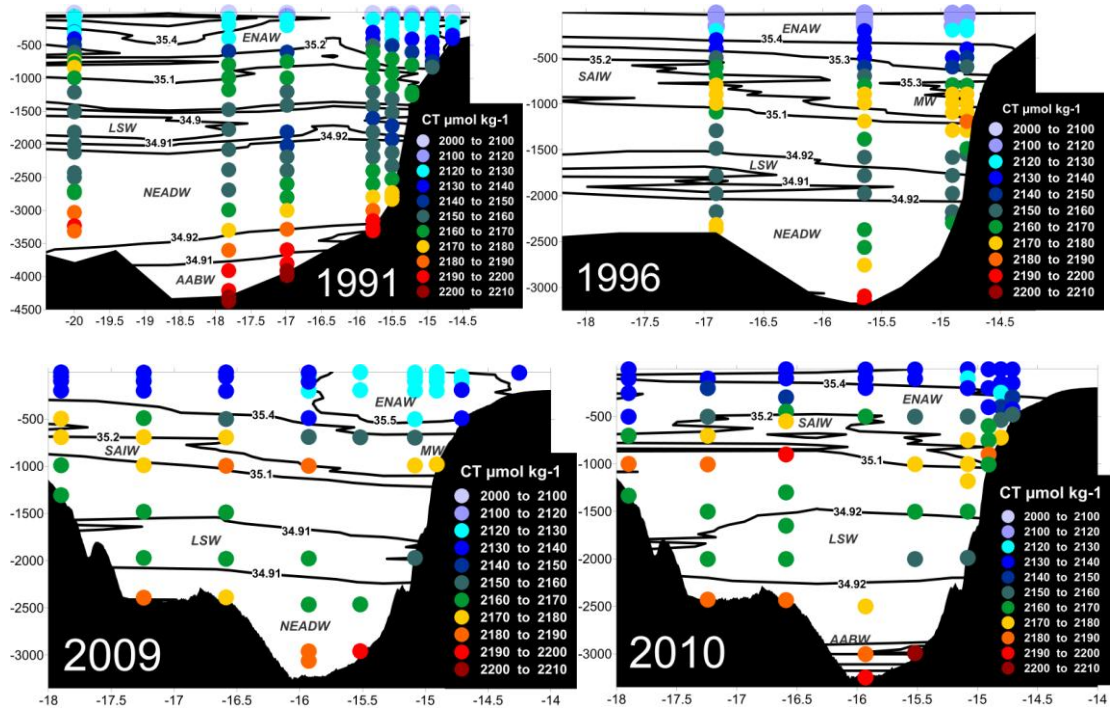 0
-500
-1000
-1500
-2000
-2500
-3000
-3500
-4000
-4500
35.4
ENAW
35.2
35.1
34.9
LSW
34.92
34.91
NEADW
34.92
34.91
AABW
1991
CT µmol kg-1
2000 to 2100
2100 to 2120
2120 to 2130
2130 to 2140
2140 to 2150
2150 to 2160
2160 to 2170
2170 to 2180
2180 to 2190
2190 to 2200
2200 to 2210
-20 -19.5 -19 -18.5 -18 -17.5 -17 -16.5 -16 -15.5 -15 -14.5
0
-500
-1000
-1500
-2000
-2500
-3000
ENAW
35.4
35.2
35.3
SAIW
35.3
MW
35.1
34.92
LSW
34.91
34.92
NEADW
1996
CT µmol kg-1
2000 to 2100
2100 to 2120
2120 to 2130
2130 to 2140
2140 to 2150
2150 to 2160
2160 to 2170
2170 to 2180
2180 to 2190
2190 to 2200
2200 to 2210
-18 -17.5 -17 -16.5 -16 -15.5 -15 -14.5
0
-500
-1000
-1500
-2000
-2500
-3000
ENAW
35.4
35.5
35.2
SAIW
MW
35.1
34.92
LSW
34.91
NEADW
2009
CT µmol kg-1
2000 to 2100
2100 to 2120
2120 to 2130
2130 to 2140
2140 to 2150
2150 to 2160
2160 to 2170
2170 to 2180
2180 to 2190
2190 to 2200
2200 to 2210
-18 -17.5 -17 -16.5 -16 -15.5 -15 -14.5 -14
0
-500
-1000
-1500
-2000
-2500
-3000
35.4
ENAW
35.2
SAIW
35.1
34.92
LSW
34.92
AABW
2010
CT µmol kg-1
2000 to 2100
2100 to 2120
2120 to 2130
2130 to 2140
2140 to 2150
2150 to 2160
2160 to 2170
2170 to 2180
2180 to 2190
2190 to 2200
2200 to 2210
-18 -17.5 -17 -16.5 -16 -15.5 -15 -14.5 -14